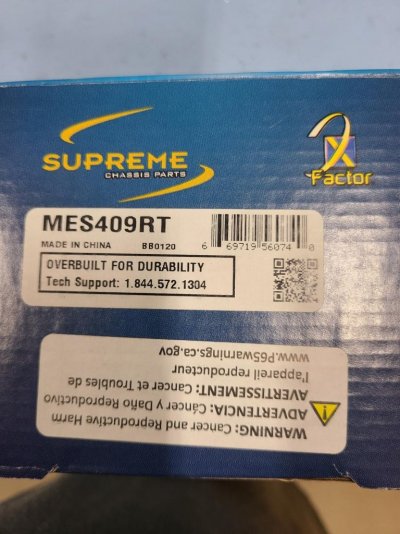 SUPREME
CHASSIS PARTS
X
Factor
MES409RT
MADE IN CHINA BB0120
6 69719 56074 0
OVERBUILT FOR DURABILITY
Tech Support: 1.844.572.1304
WARNING: Cancer and Reproductive Harm
ADVERTENCIA: Cáncer y Daño Reproductivo
AVERTISSEMENT: Cancer et Troubles de
l'appareil reproducteur
www.P65warnings.ca.gov